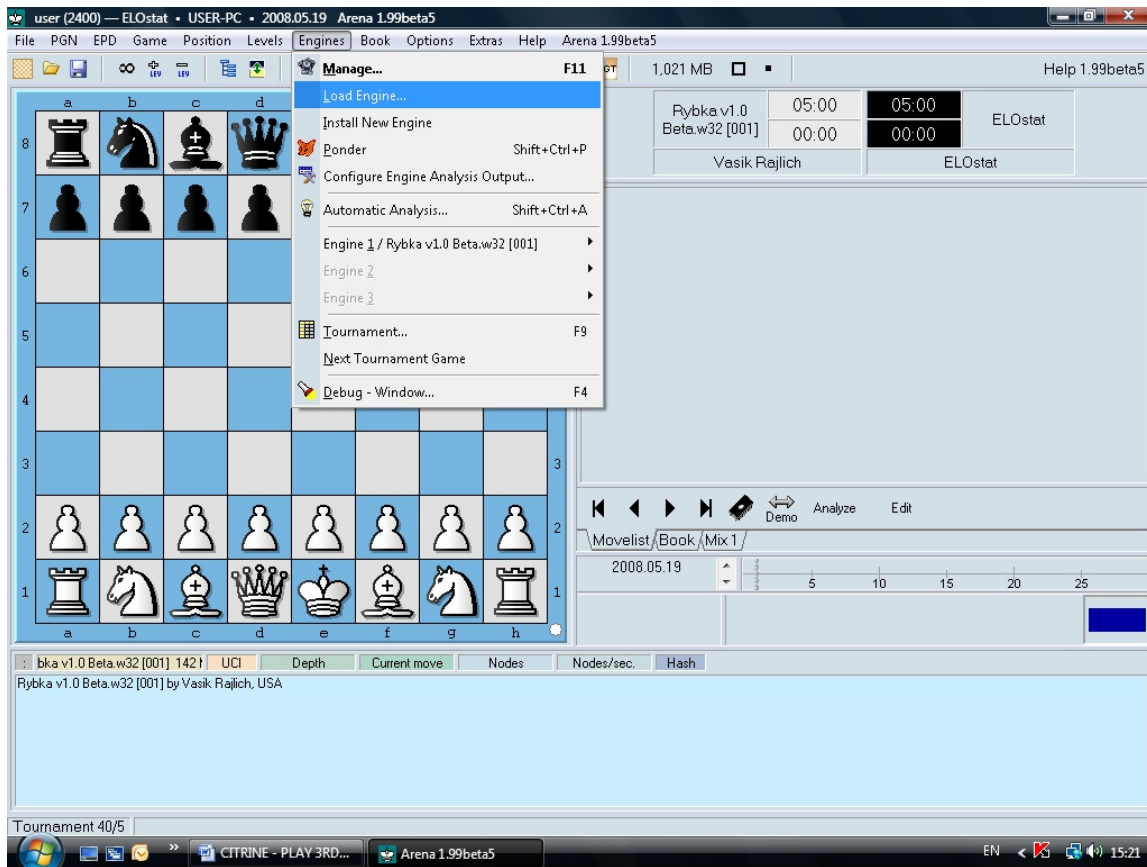 user (2400) — ELOstat • USER-PC • 2008.05.19 Arena 1.99beta5
File PGN EPD Game Position Levels Engines Book Options Extras Help Arena 1.99beta5
LEV LEV GT 1,021 MB Help 1.99beta5
Manage... F11
Load Engine...
Install New Engine
Ponder Shift+Ctrl+P
Configure Engine Analysis Output...
Automatic Analysis... Shift+Ctrl+A
Engine 1 / Rybka v1.0 Beta.w32 [001]
Engine 2
Engine 3
Tournament... F9
Next Tournament Game
Debug - Window... F4
Rybka v1.0 Beta.w32 [001]
05:00 05:00
00:00 00:00
ELOstat
Vasik Rajlich ELOstat
a b c d
8
7
6
5
4
3 3
2 2
1 1
a b c d e f g h
Demo Analyze Edit
Movelist Book Mix 1
2008.05.19
5 10 15 20 25
: bka v1.0 Beta.w32 [001] 142 UCI Depth Current move Nodes Nodes/sec. Hash
Rybka v1.0 Beta.w32 [001] by Vasik Rajlich, USA
Tournament 40/5
» CITRINE - PLAY 3RD... Arena 1.99beta5 EN < 15:21